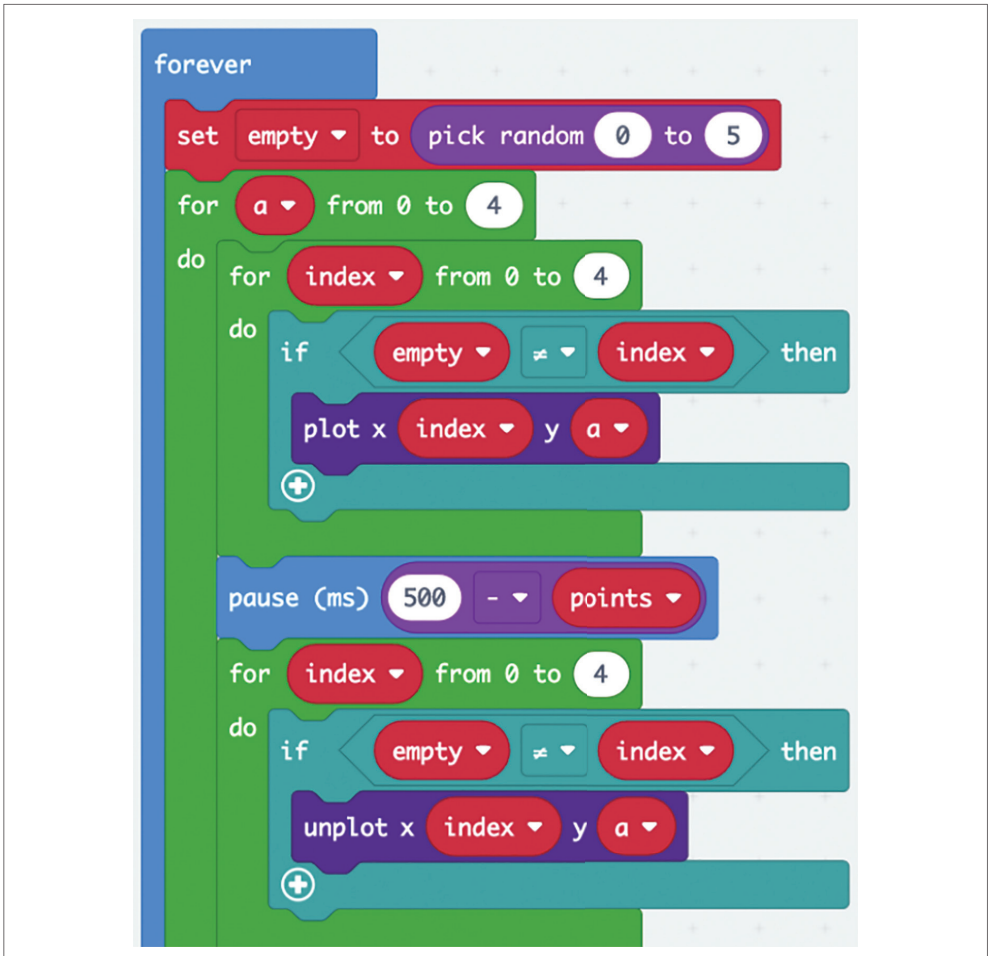 forever
set empty to pick random 0 to 5
for a from 0 to 4
do for index from 0 to 4
do if empty ≠ index then
plot x index y a
pause (ms) 500 - points
for index from 0 to 4
do if empty ≠ index then
unplot x index y a